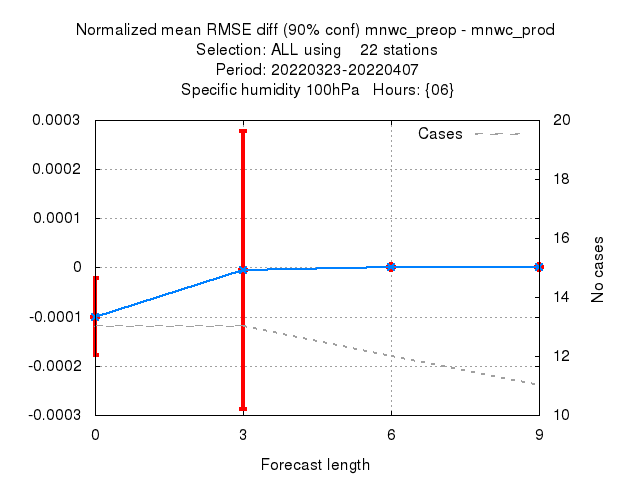 Normalized mean RMSE diff (90% conf) mnwc_preop - mnwc_prod
Selection: ALL using    22 stations
Period: 20220323-20220407
Specific humidity 100hPa   Hours: {06}
Cases
0.0003
0.0002
0.0001
0
-0.0001
-0.0002
-0.0003
20
18
16
14
12
10
No cases
0 3 6 9
Forecast length